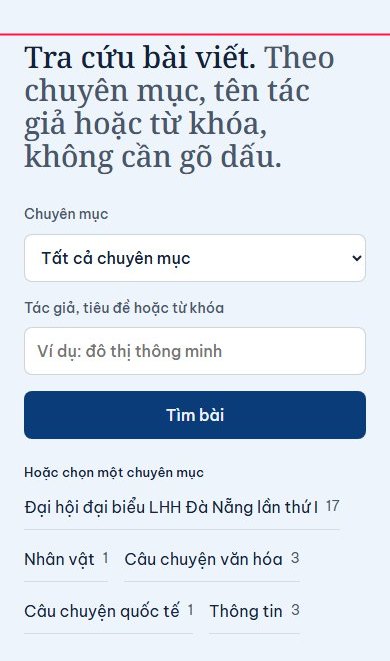 Tra cứu bài viết. Theo
chuyên mục, tên tác
giả hoặc từ khóa,
không cần gõ dấu.
Chuyên mục
Tất cả chuyên mục
Tác giả, tiêu đề hoặc từ khóa
Ví dụ: đô thị thông minh
Tìm bài
Hoặc chọn một chuyên mục
Đại hội đại biểu LHH Đà Nẵng lần thứ I 17
Nhân vật 1 Câu chuyện văn hóa 3
Câu chuyện quốc tế 1 Thông tin 3